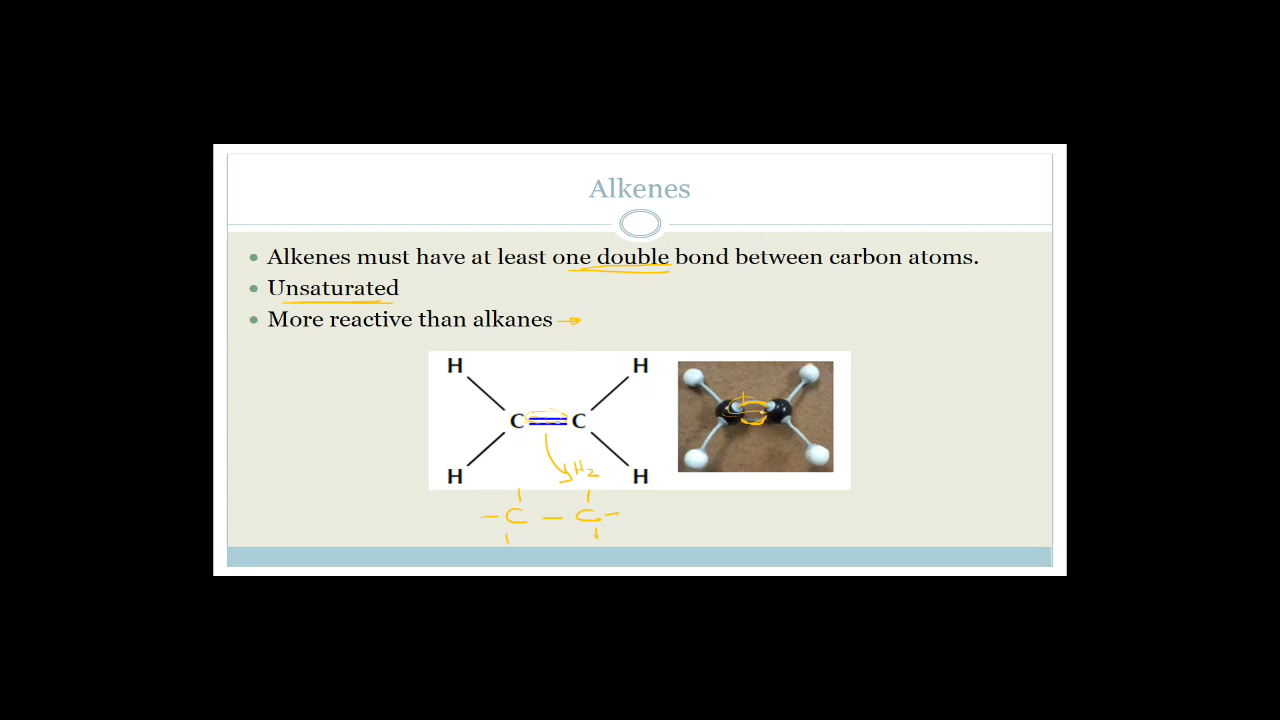 Alkenes
• Alkenes must have at least one double bond between carbon atoms.
• Unsaturated
• More reactive than alkanes →
H H
C=C
H H
H2
- C - C -